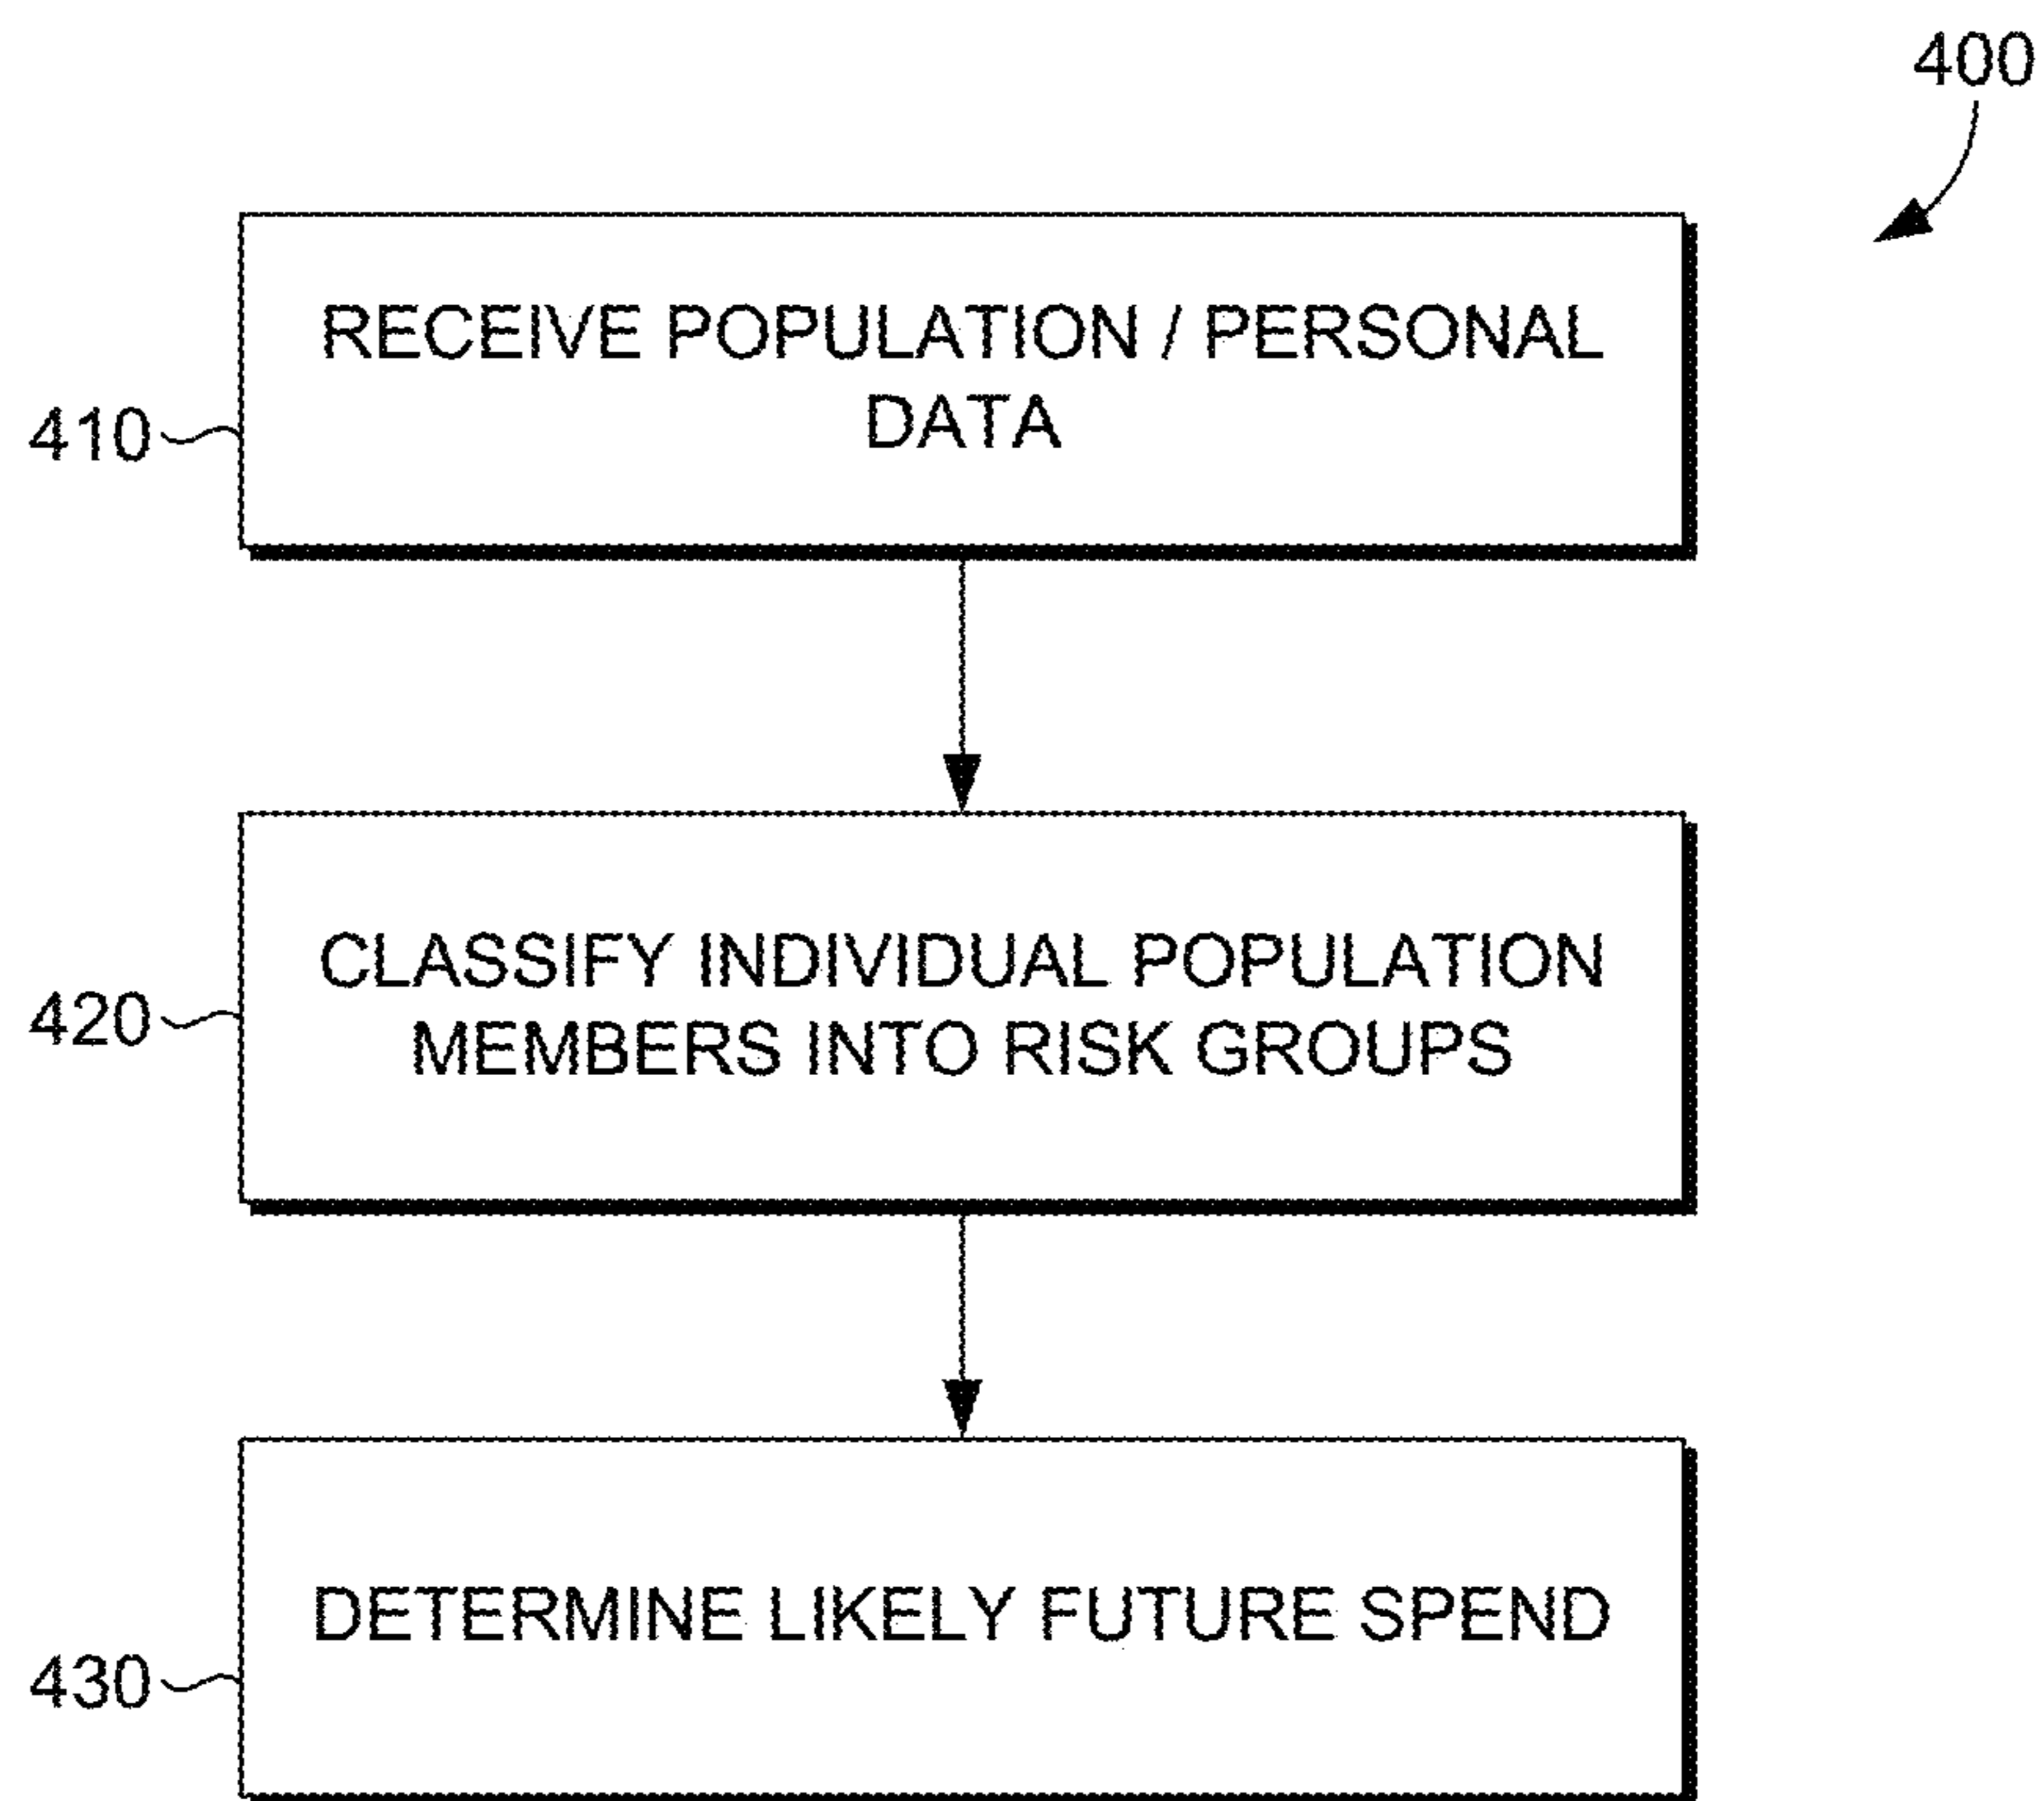 400
RECEIVE POPULATION / PERSONAL
DATA
410
CLASSIFY INDIVIDUAL POPULATION
MEMBERS INTO RISK GROUPS
420
DETERMINE LIKELY FUTURE SPEND
430